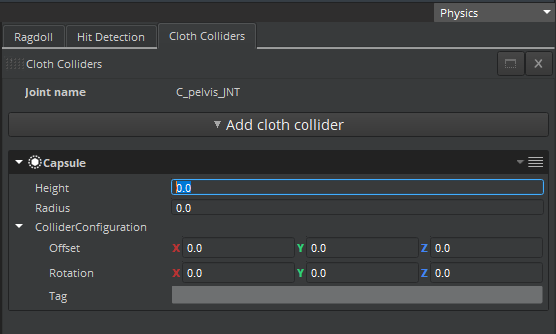 Physics
Ragdoll Hit Detection Cloth Colliders
Cloth Colliders
Joint name C_pelvis_JNT
Add cloth collider
Capsule
Height 0.0
Radius 0.0
ColliderConfiguration
Offset X 0.0 Y 0.0 Z 0.0
Rotation X 0.0 Y 0.0 Z 0.0
Tag